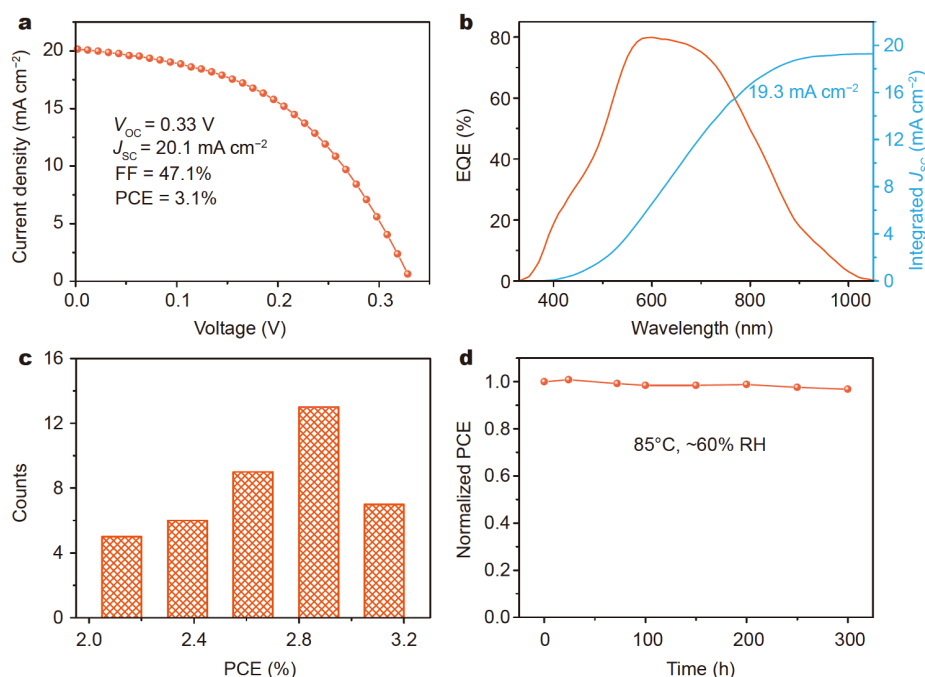 a
Current density (mA cm⁻²)
20
15
10
5
0
V_OC = 0.33 V
J_SC = 20.1 mA cm⁻²
FF = 47.1%
PCE = 3.1%
0.0 0.1 0.2 0.3
Voltage (V)
b
EQE (%)
80
60
40
20
0
19.3 mA cm⁻²
20
16
12
8
4
0
Integrated J_SC (mA cm⁻²)
400 600 800 1000
Wavelength (nm)
c
Counts
16
12
8
4
0
2.0 2.4 2.8 3.2
PCE (%)
d
Normalized PCE
1.0
0.8
0.6
0.4
0.2
0.0
85°C, ~60% RH
0 100 200 300
Time (h)